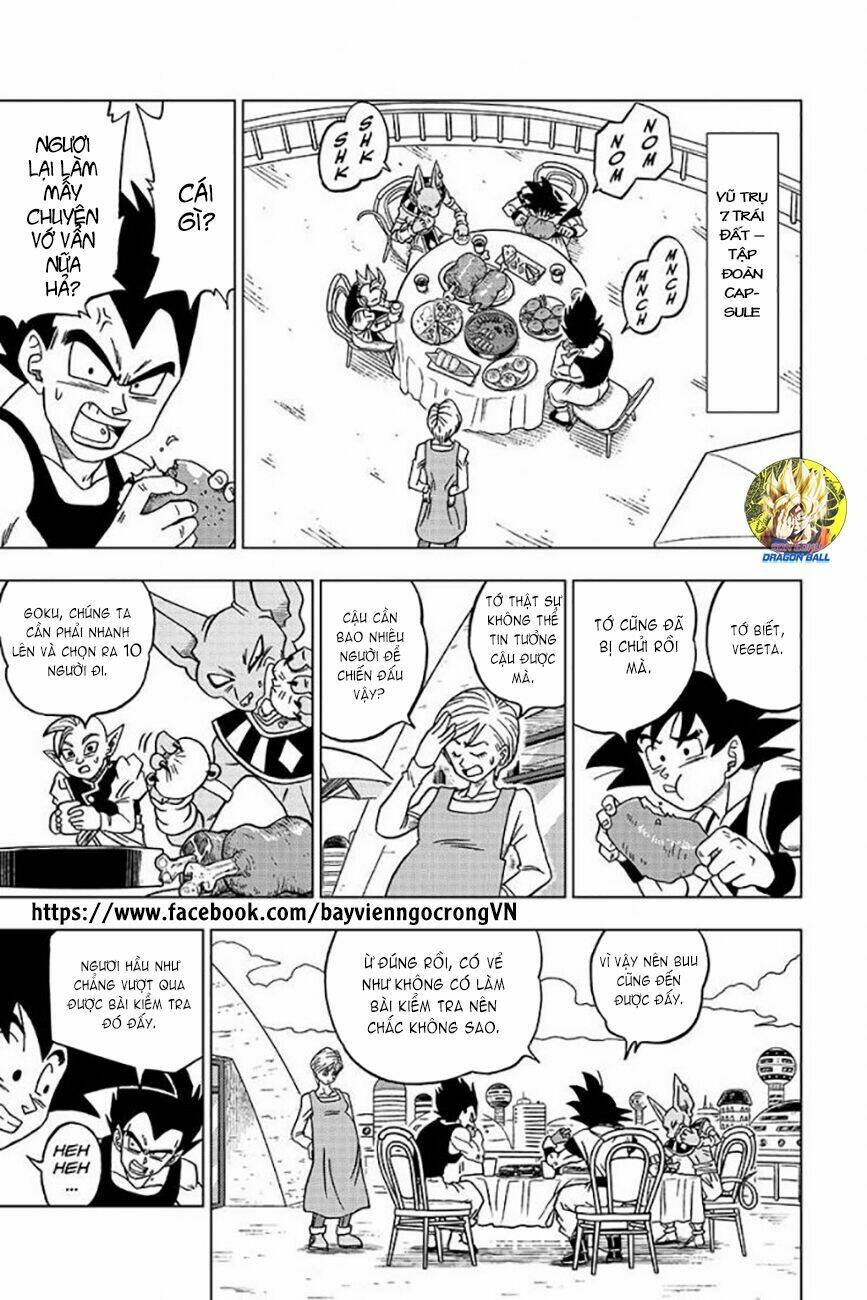 VŨ TRỤ
7 TRÁI
ĐẤT –
TẬP
ĐOÀN
CAP-
SULE
NOM
NOM
SHK
SHK
MNCH
MNCH
CÁI
GÌ?
NGƯƠI
LẠI LÀM
MẤY
CHUYỆN
VỚ VẨN
NỮA
HẢ?
DRAGON BALL
TỚ BIẾT,
VEGETA.
TỚ CŨNG ĐÃ
BỊ CHỬI RỒI
MÀ.
TỚ THẬT SỰ
KHÔNG THỂ
TIN TƯỞNG
CẬU ĐƯỢC
MÀ.
CẬU CẦN
BAO NHIÊU
NGƯỜI ĐỂ
CHIẾN ĐẤU
VẬY?
GOKU, CHÚNG TA
CẦN PHẢI NHANH
LÊN VÀ CHỌN RA 10
NGƯỜI ĐI.
https://www.facebook.com/bayvienngocrongVN
VÌ VẬY NÊN BUU
CŨNG ĐẾN
ĐƯỢC ĐẤY.
Ừ ĐÚNG RỒI, CÓ VẺ
NHƯ KHÔNG CÓ LÀM
BÀI KIỂM TRA NÊN
CHẮC KHÔNG SAO.
NGƯƠI HẦU NHƯ
CHẲNG VƯỢT QUA
ĐƯỢC BÀI KIỂM TRA
ĐÓ ĐẤY.
HEH
HEH
...